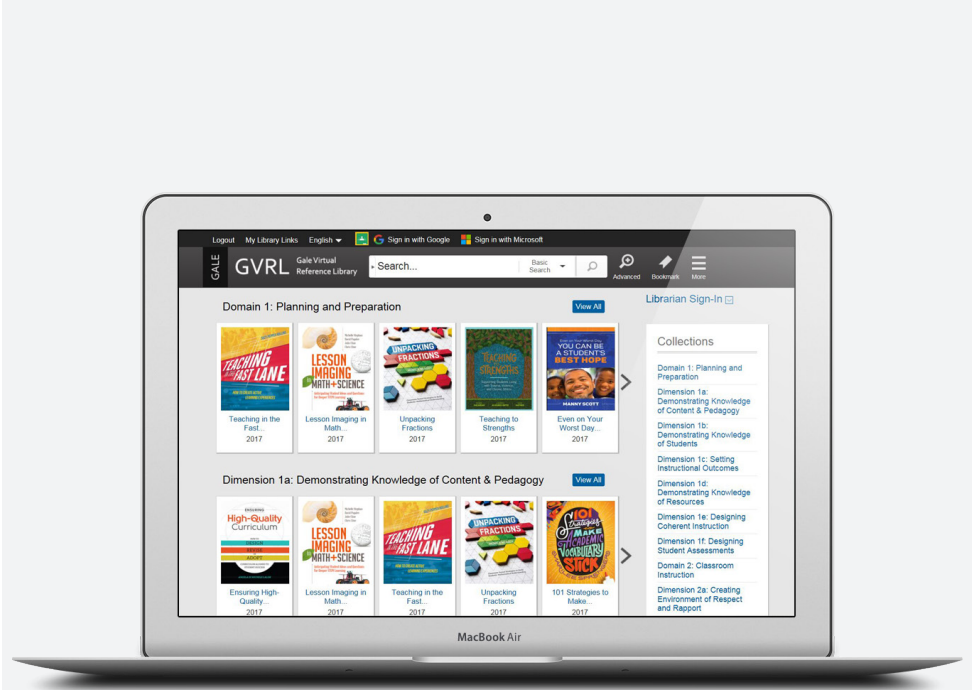 Logout My Library Links English Sign in with Google Sign in with Microsoft
GALE
GVRL
Gale Virtual
Reference Library
Search...
Basic
Search
Advanced
Bookmark
More
Domain 1: Planning and Preparation
View All
TEACHING
FAST LANE
LESSON
IMAGING
MATH+SCIENCE
UNPACKING
FRACTIONS
TEACHING
STRENGTHS
YOU CAN BE
A STUDENT'S
BEST HOPE
MANNY SCOTT
Teaching in the
Fast...
2017
Lesson Imaging in
Math...
2017
Unpacking
Fractions
2017
Teaching to
Strengths
2017
Even on Your
Worst Day...
2017
Dimension 1a: Demonstrating Knowledge of Content & Pedagogy
View All
ENSURING
High-Quality
Curriculum
DESIGN
REVISE
ADOPT
LESSON
IMAGING
MATH+SCIENCE
TEACHING
FAST LANE
UNPACKING
FRACTIONS
101
Strategies
MAKE
ACADEMIC
VOCABULARY
STICK
Ensuring High-
Quality...
2017
Lesson Imaging in
Math...
2017
Teaching in the
Fast...
2017
Unpacking
Fractions
2017
101 Strategies to
Make...
2017
Librarian Sign-In
Collections
Domain 1: Planning and
Preparation
Dimension 1a:
Demonstrating Knowledge
of Content & Pedagogy
Dimension 1b:
Demonstrating Knowledge
of Students
Dimension 1c: Setting
Instructional Outcomes
Dimension 1d:
Demonstrating Knowledge
of Resources
Dimension 1e: Designing
Coherent Instruction
Dimension 1f: Designing
Student Assessments
Domain 2: Classroom
Instruction
Dimension 2a: Creating
Environment of Respect
and Rapport
MacBook Air